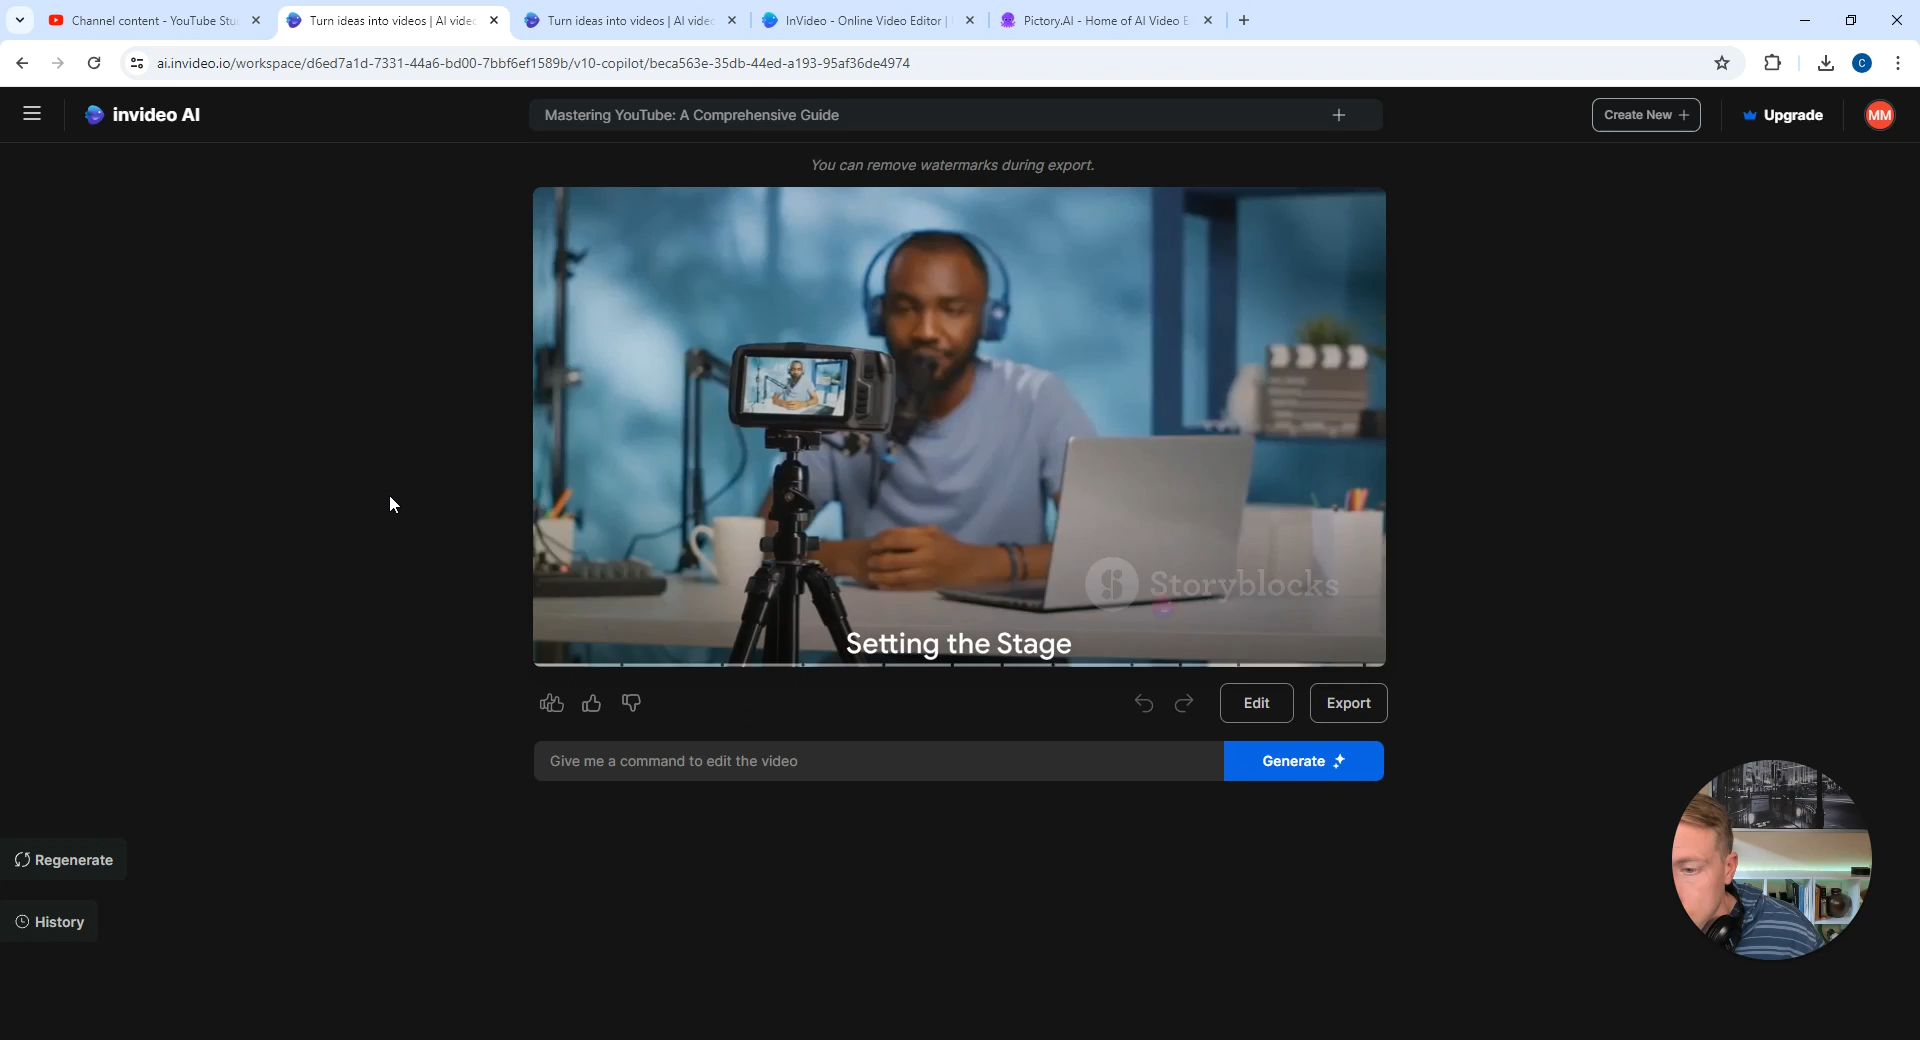 Channel content - YouTube Stu
Turn ideas into videos | AI vide
Turn ideas into videos | AI vide
InVideo - Online Video Editor |
Pictory.AI - Home of AI Video E
ai.invideo.io/workspace/d6ed7a1d-7331-44a6-bd00-7bbf6ef1589b/v10-copilot/beca563e-35db-44ed-a193-95af36de4974
C
invideo AI
Mastering YouTube: A Comprehensive Guide
Create New +
Upgrade
MM
You can remove watermarks during export.
Storyblocks
Setting the Stage
Edit
Export
Give me a command to edit the video
Generate
Regenerate
History